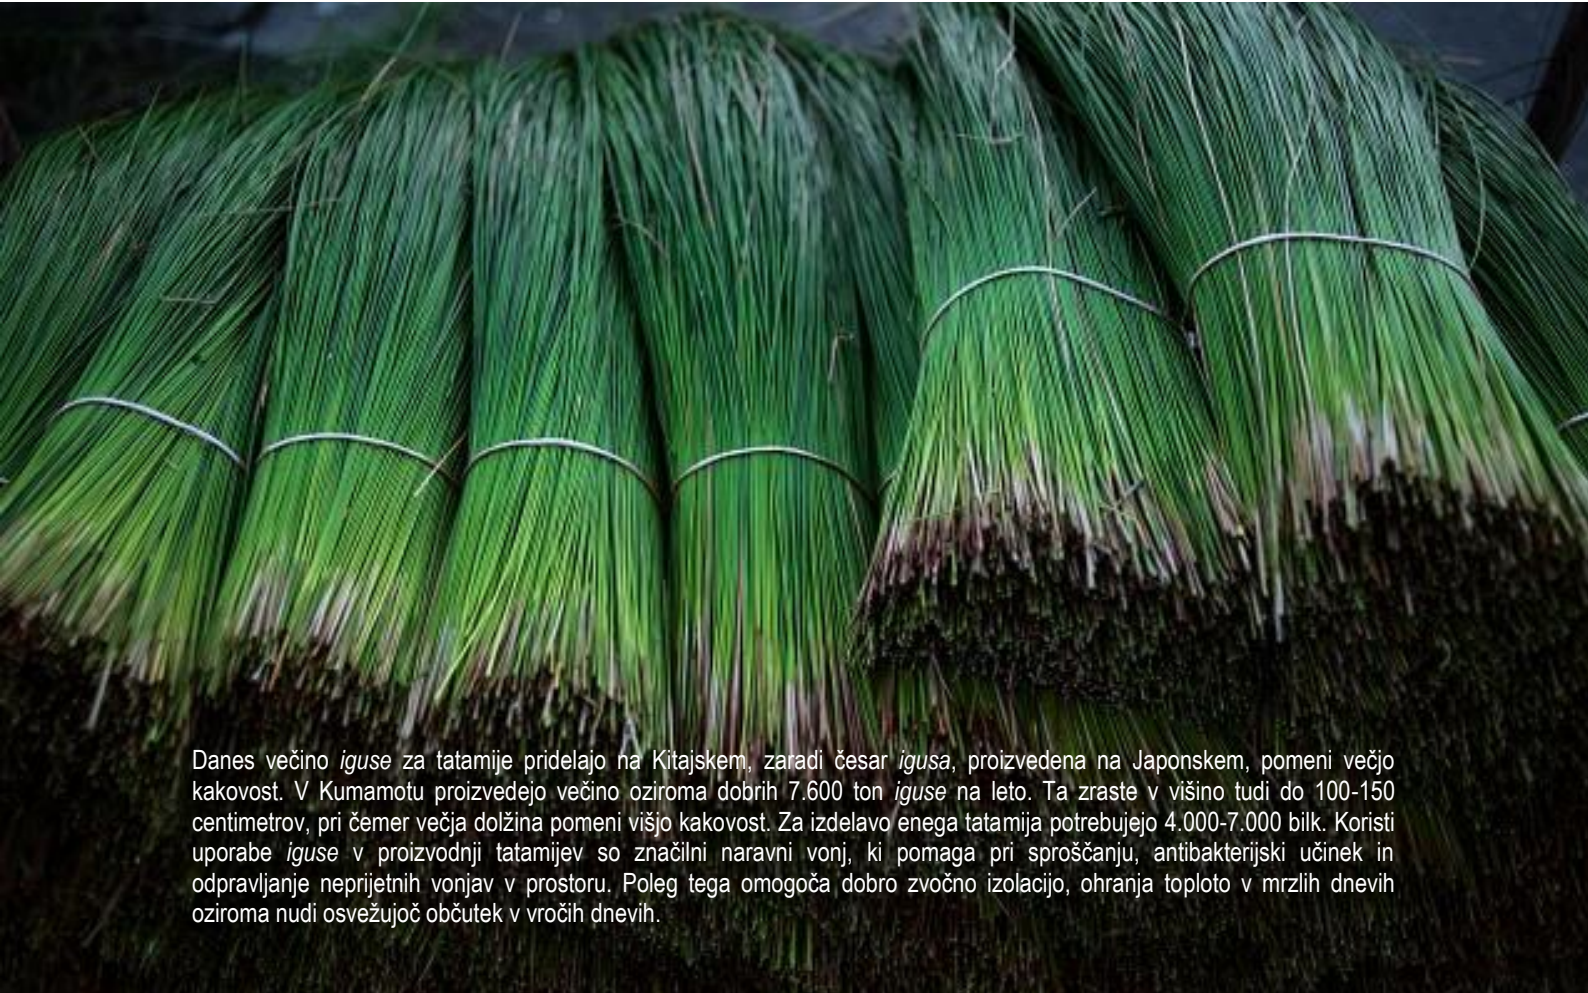 Danes večino iguse za tatamije pridelajo na Kitajskem, zaradi česar igusa, proizvedena na Japonskem, pomeni večjo
kakovost. V Kumamotu proizvedejo večino oziroma dobrih 7.600 ton iguse na leto. Ta zraste v višino tudi do 100-150
centimetrov, pri čemer večja dolžina pomeni višjo kakovost. Za izdelavo enega tatamija potrebujejo 4.000-7.000 bilk. Koristi
uporabe iguse v proizvodnji tatamijev so značilni naravni vonj, ki pomaga pri sproščanju, antibakterijski učinek in
odpravljanje neprijetnih vonjav v prostoru. Poleg tega omogoča dobro zvočno izolacijo, ohranja toploto v mrzlih dnevih
oziroma nudi osvežujoč občutek v vročih dnevih.